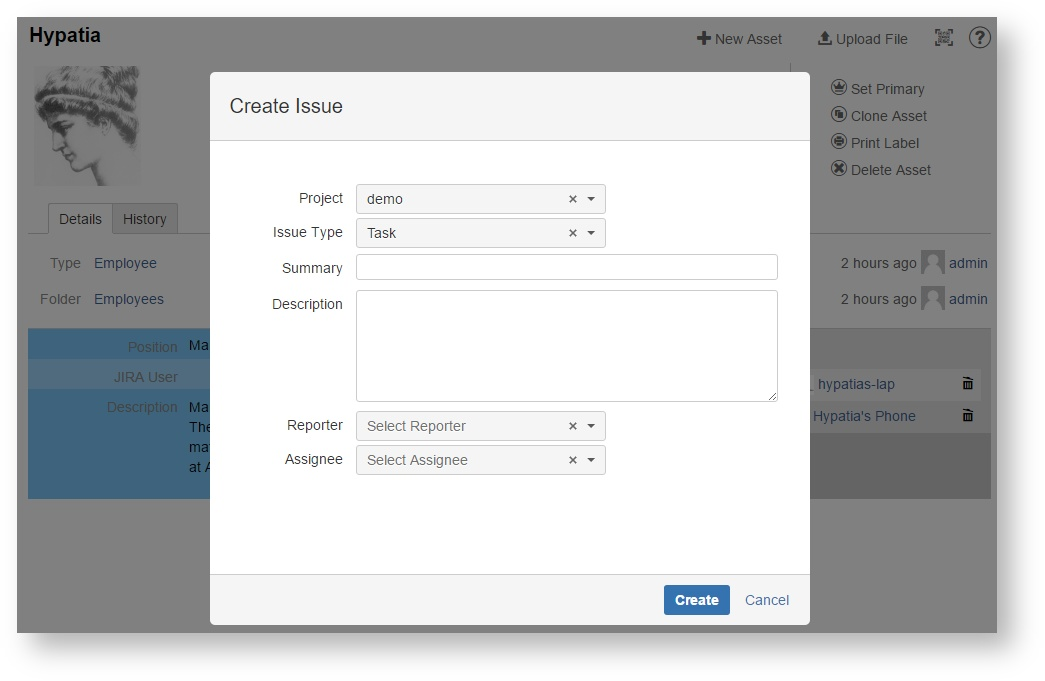 Hypatia
New Asset
Upload File
?
Set Primary
Clone Asset
Print Label
Delete Asset
Details
History
Type Employee
2 hours ago admin
Folder Employees
2 hours ago admin
Position Ma
JIRA User
Description Ma
The
mat
at A
hypatias-lap
Hypatia's Phone
Create Issue
Project demo
Issue Type Task
Summary
Description
Reporter Select Reporter
Assignee Select Assignee
Create Cancel